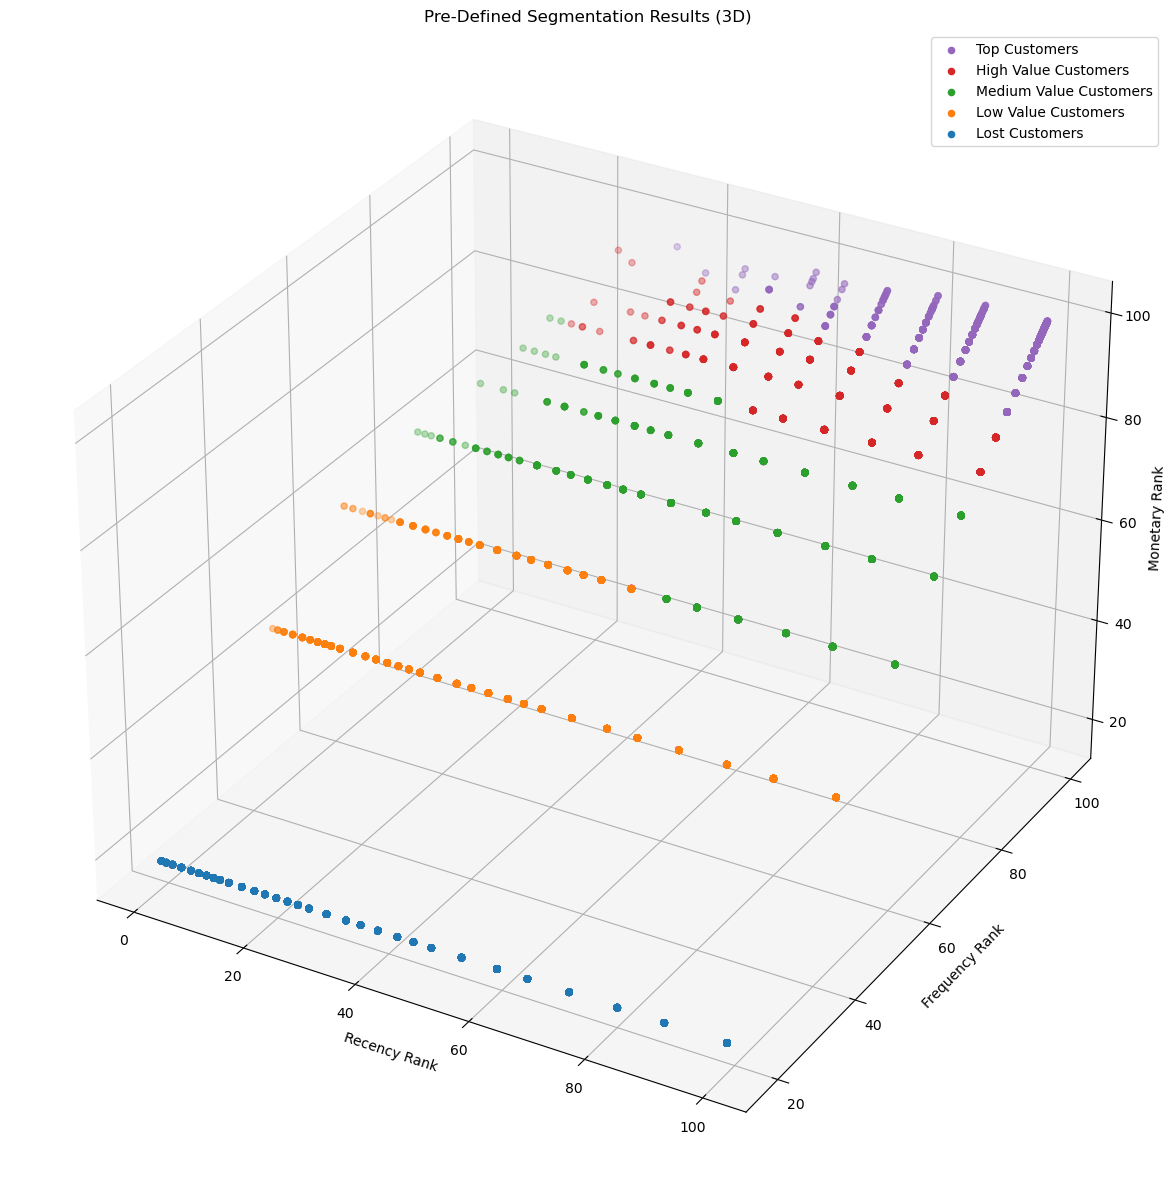 Pre-Defined Segmentation Results (3D)
Top Customers
High Value Customers
Medium Value Customers
Low Value Customers
Lost Customers
100
80
60
40
20
Monetary Rank
100
80
60
40
20
Frequency Rank
0
20
40
60
80
100
Recency Rank